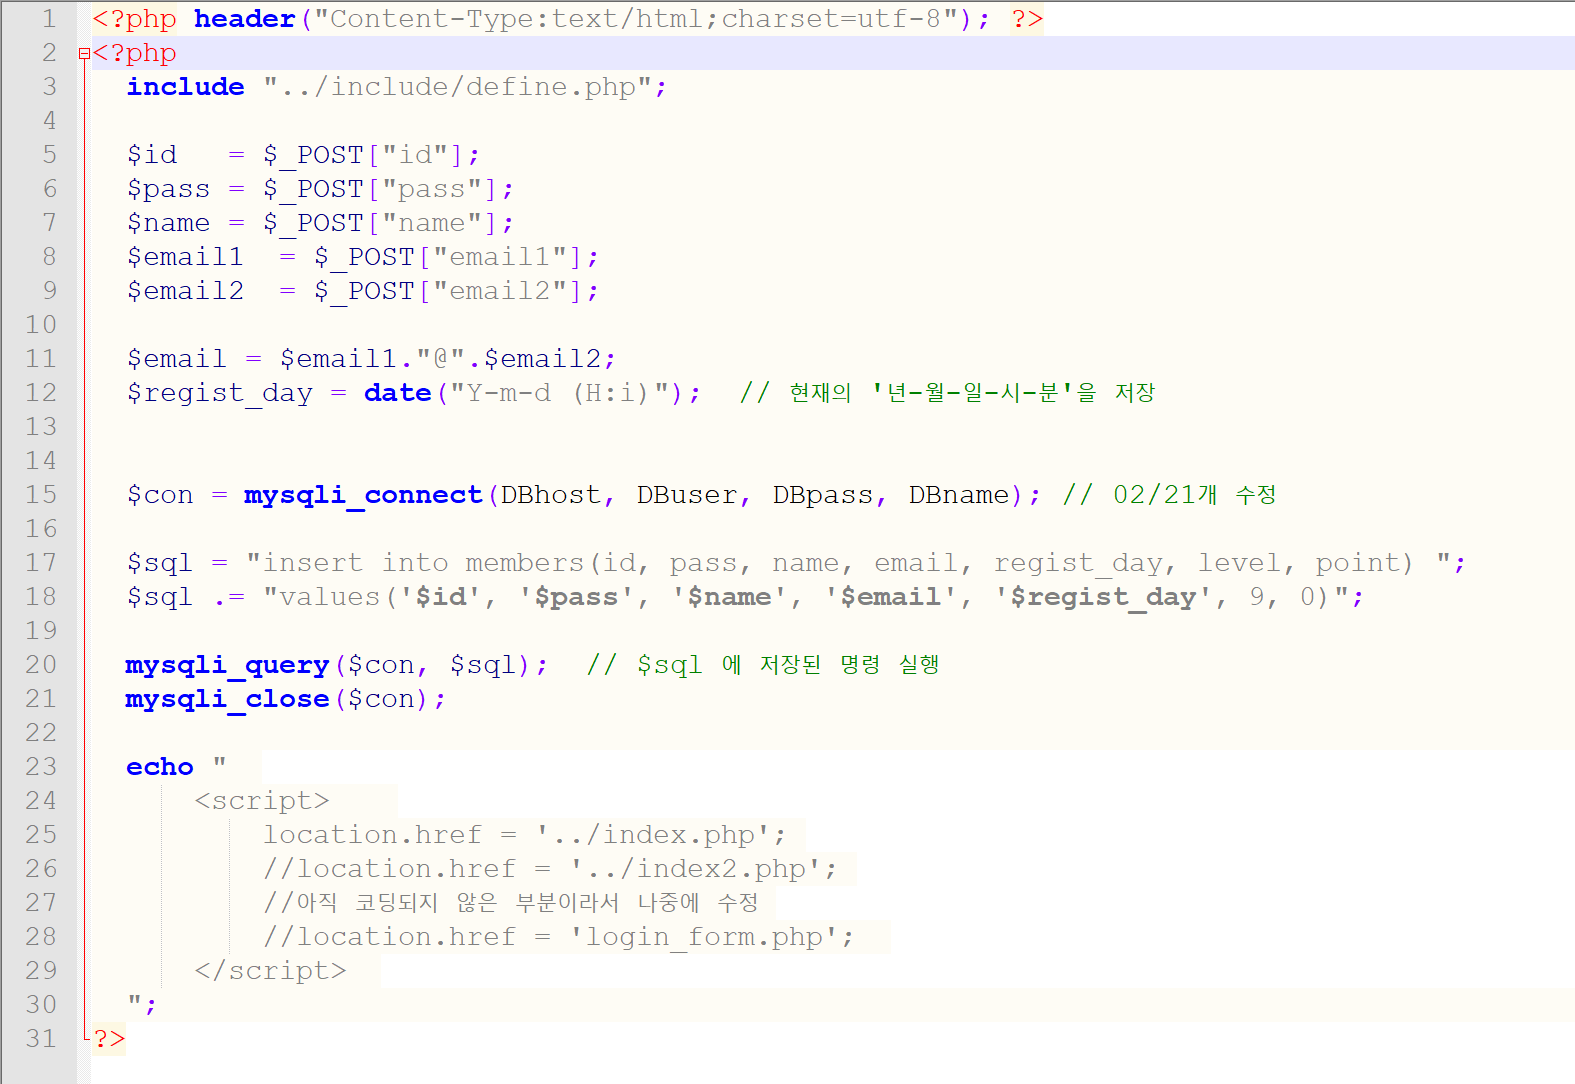 1 <?php header("Content-Type:text/html;charset=utf-8"); ?>
2 <?php
3 include "../include/define.php";
4
5 $id   = $_POST["id"];
6 $pass = $_POST["pass"];
7 $name = $_POST["name"];
8 $email1  = $_POST["email1"];
9 $email2  = $_POST["email2"];
10
11 $email = $email1."@".$email2;
12 $regist_day = date("Y-m-d (H:i)");  // 현재의 '년-월-일-시-분'을 저장
13
14
15 $con = mysqli_connect(DBhost, DBuser, DBpass, DBname); // 02/21개 수정
16
17 $sql = "insert into members(id, pass, name, email, regist_day, level, point) ";
18 $sql .= "values('$id', '$pass', '$name', '$email', '$regist_day', 9, 0)";
19
20 mysqli_query($con, $sql);  // $sql 에 저장된 명령 실행
21 mysqli_close($con);
22
23 echo "
24 <script>
25 location.href = '../index.php';
26 //location.href = '../index2.php';
27 //아직 코딩되지 않은 부분이라서 나중에 수정
28 //location.href = 'login_form.php';
29 </script>
30 ";
31 ?>